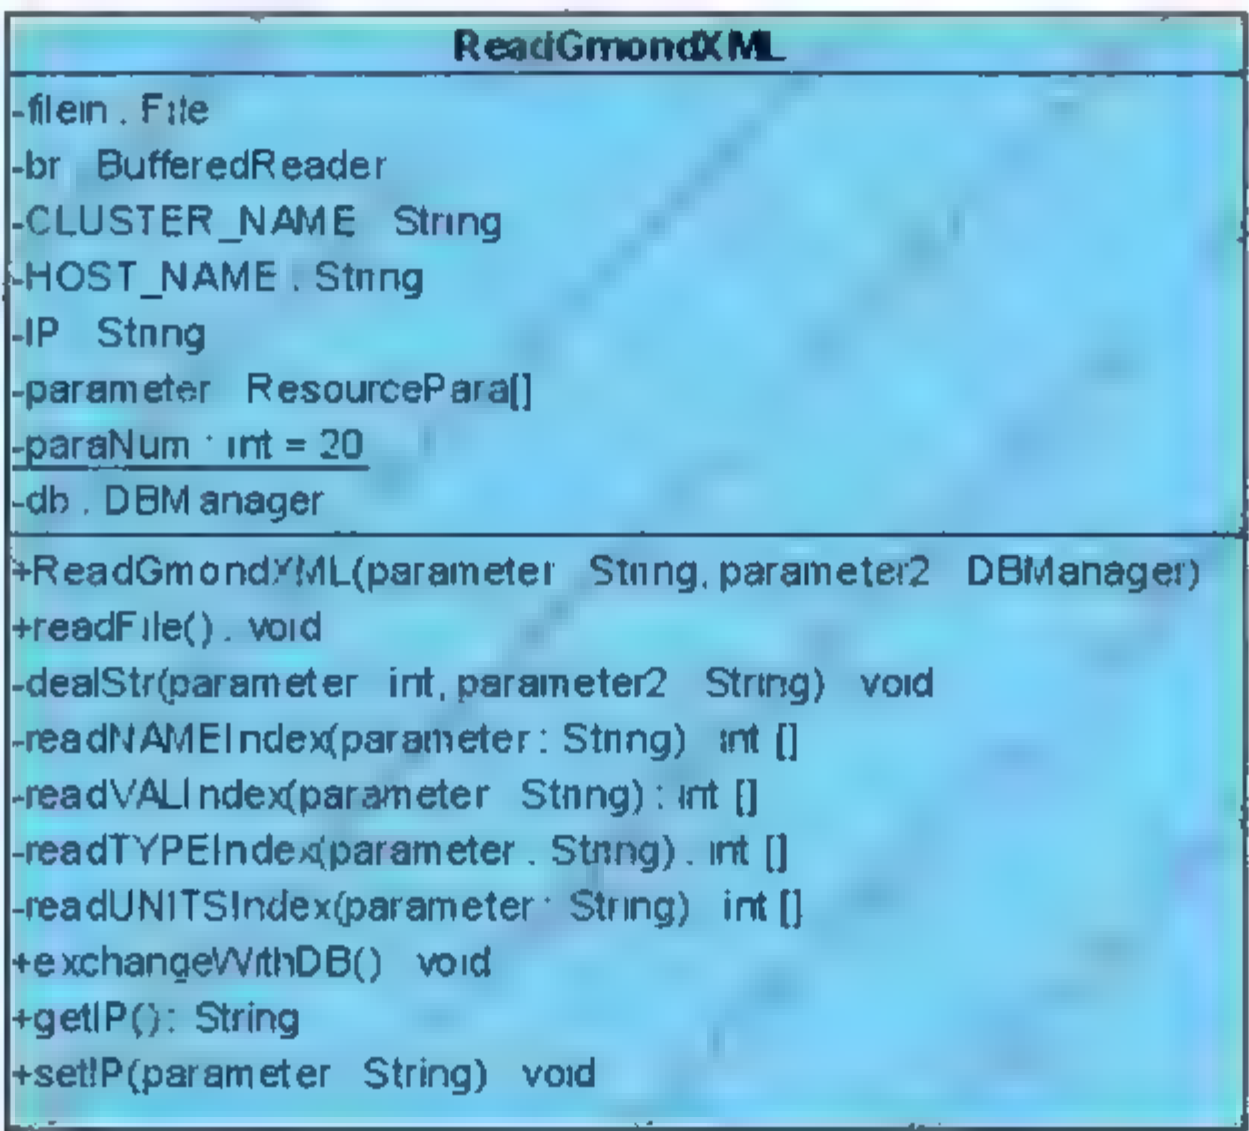 ReadGmondXML
-filein : File
-br : BufferedReader
-CLUSTER_NAME : String
-HOST_NAME : String
-IP : String
-parameter : ResourcePara[]
-paraNum : int = 20
-db : DBManager
+ReadGmondXML(parameter : String, parameter2 : DBManager)
+readFile() : void
-dealStr(parameter : int, parameter2 : String) : void
-readNAMEIndex(parameter : String) : int []
-readVALIndex(parameter : String) : int []
-readTYPEIndex(parameter : String) : int []
-readUNITSIndex(parameter : String) : int []
+exchangeWithDB() : void
+getIP() : String
+setIP(parameter : String) : void